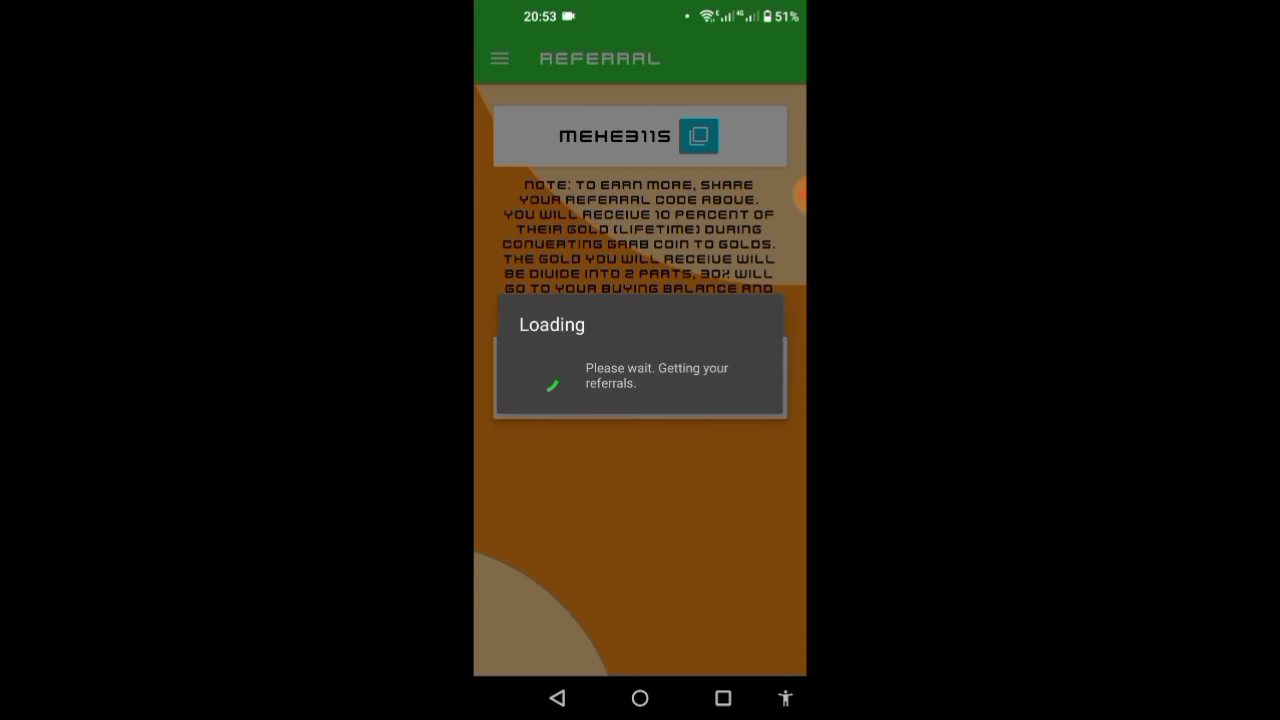 20:53 E 4G 51%
REFERRAL
MEHE311S
NOTE: TO EARN MORE, SHARE
YOUR REFERRAL CODE ABOVE.
YOU WILL RECEIVE 10 PERCENT OF
THEIR GOLD (LIFETIME) DURING
CONVERTING GRAB COIN TO GOLDS.
THE GOLD YOU WILL RECEIVE WILL
BE DIVIDE INTO 2 PARTS, 30% WILL
GO TO YOUR BUYING BALANCE AND
Loading
Please wait. Getting your
referrals.